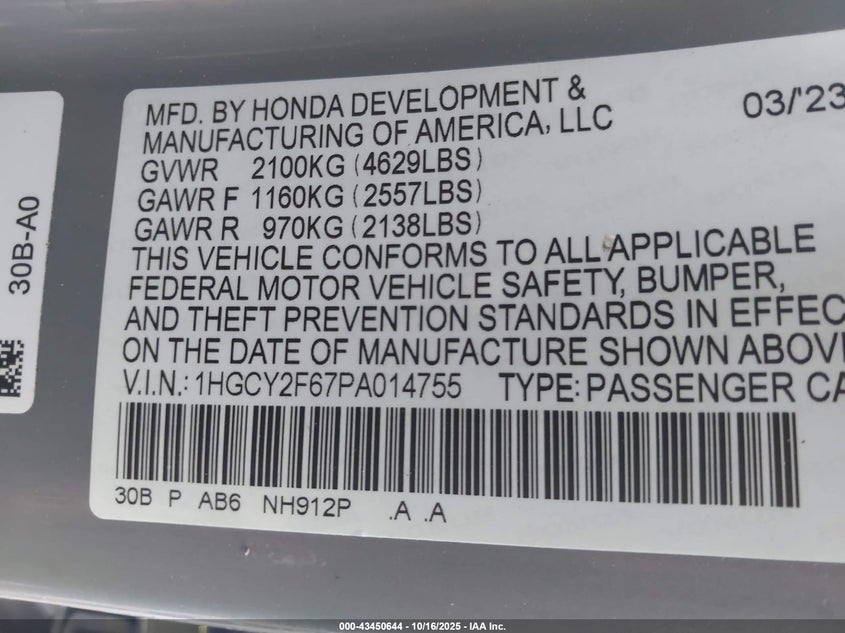 MFD. BY HONDA DEVELOPMENT &
MANUFACTURING OF AMERICA, LLC
03/'23
GVWR 2100KG (4629LBS)
GAWR F 1160KG (2557LBS)
GAWR R 970KG (2138LBS)
THIS VEHICLE CONFORMS TO ALL APPLICABLE
FEDERAL MOTOR VEHICLE SAFETY, BUMPER,
AND THEFT PREVENTION STANDARDS IN EFFEC
ON THE DATE OF MANUFACTURE SHOWN ABOV
V.I.N.: 1HGCY2F67PA014755 TYPE: PASSENGER CA
30B P AB6 NH912P .A .A
30B-A0
000-43450644 - 10/16/2025 - IAA Inc.